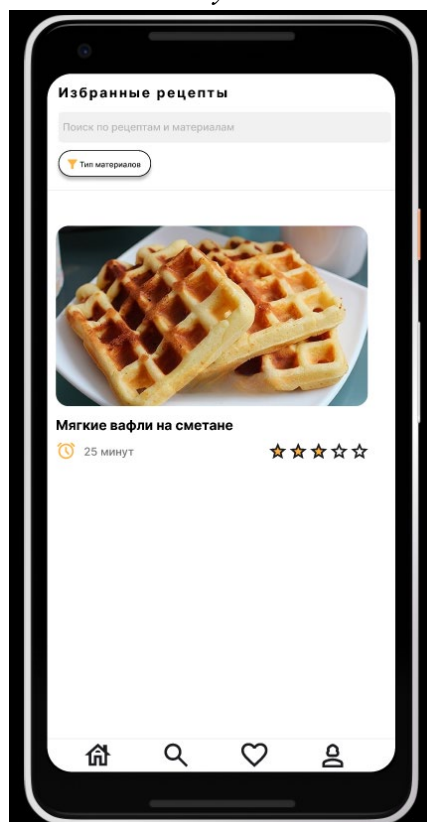 Избранные рецепты
Поиск по рецептам и материалам
Тип материалов
Мягкие вафли на сметане
25 минут